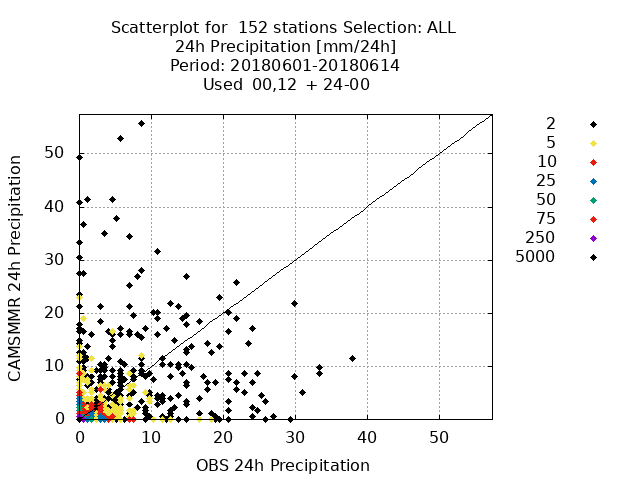 Scatterplot for  152 stations Selection: ALL
24h Precipitation [mm/24h]
Period: 20180601-20180614
Used  00,12  + 24-00
CAMSMMR 24h Precipitation
50
40
30
20
10
0
0 10 20 30 40 50
OBS 24h Precipitation
2
5
10
25
50
75
250
5000